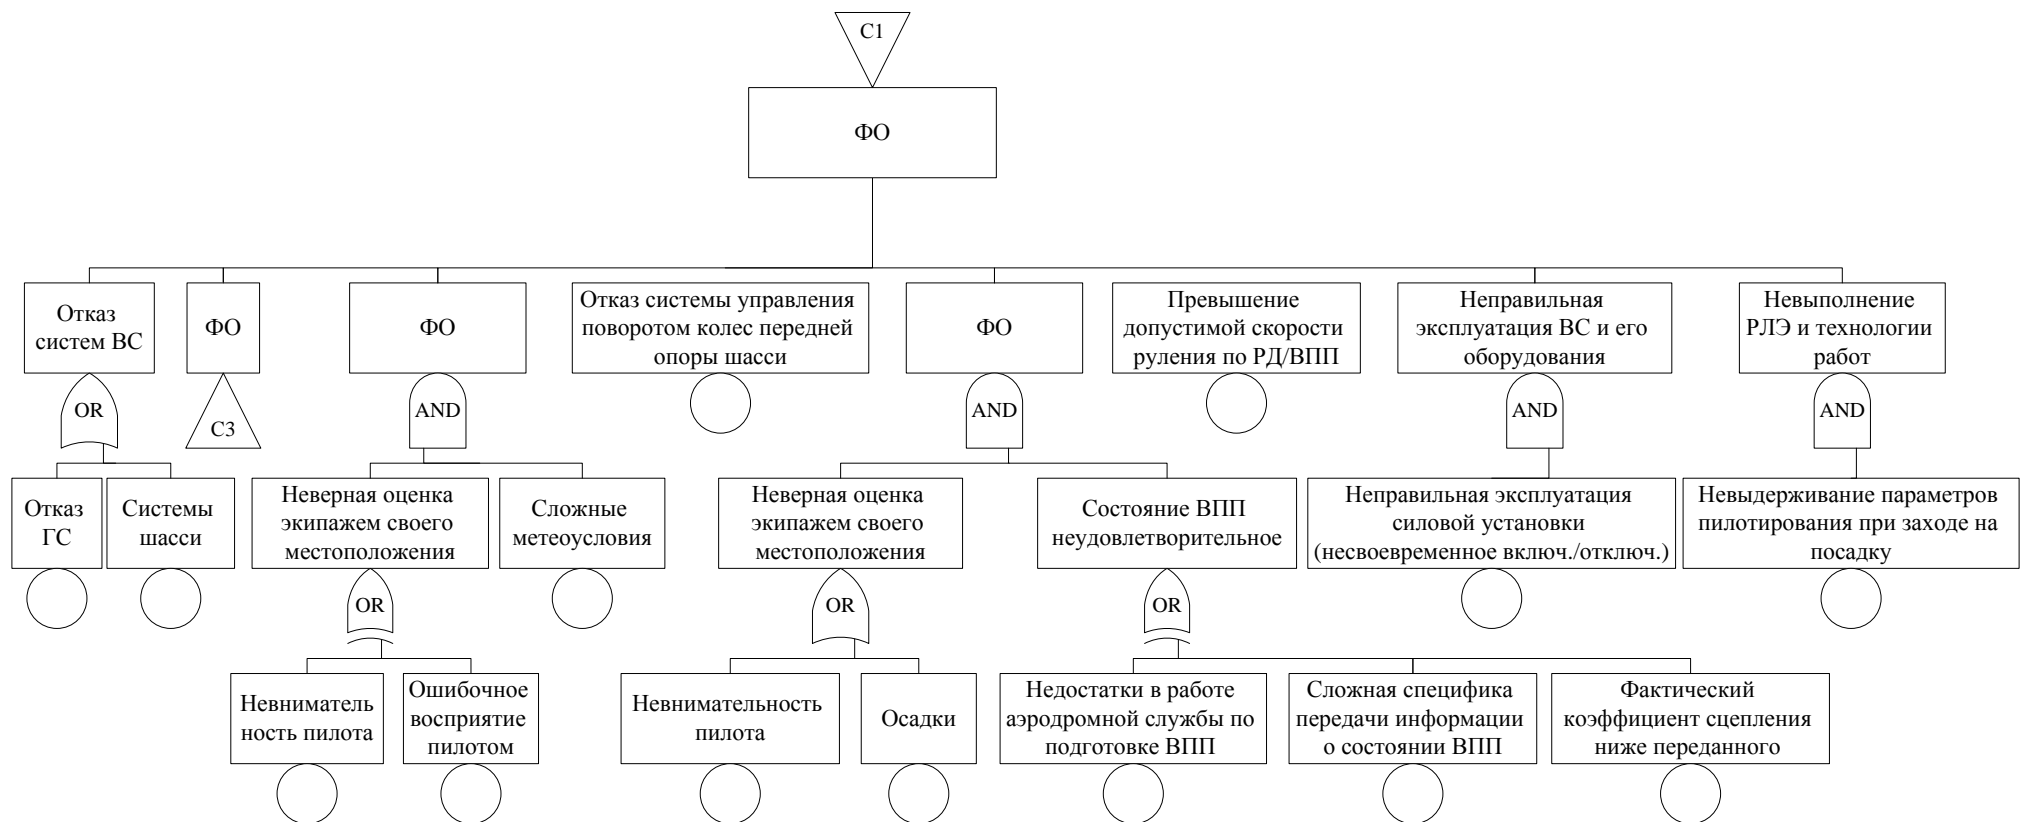 С1
ФО
Отказ
систем ВС
ФО
ФО
Отказ системы управления
поворотом колес передней
опоры шасси
ФО
Превышение
допустимой скорости
руления по РД/ВПП
Неправильная
эксплуатация ВС и его
оборудования
Невыполнение
РЛЭ и технологии
работ
OR
С3
AND
AND
AND
AND
Отказ
ГС
Системы
шасси
Неверная оценка
экипажем своего
местоположения
Сложные
метеоусловия
Неверная оценка
экипажем своего
местоположения
Состояние ВПП
неудовлетворительное
Неправильная эксплуатация
силовой установки
(несвоевременное включ./отключ.)
Невыдерживание параметров
пилотирования при заходе на
посадку
OR
OR
OR
Невниматель
ность пилота
Ошибочное
восприятие
пилотом
Невнимательность
пилота
Осадки
Недостатки в работе
аэродромной службы по
подготовке ВПП
Сложная специфика
передачи информации
о состоянии ВПП
Фактический
коэффициент сцепления
ниже переданного